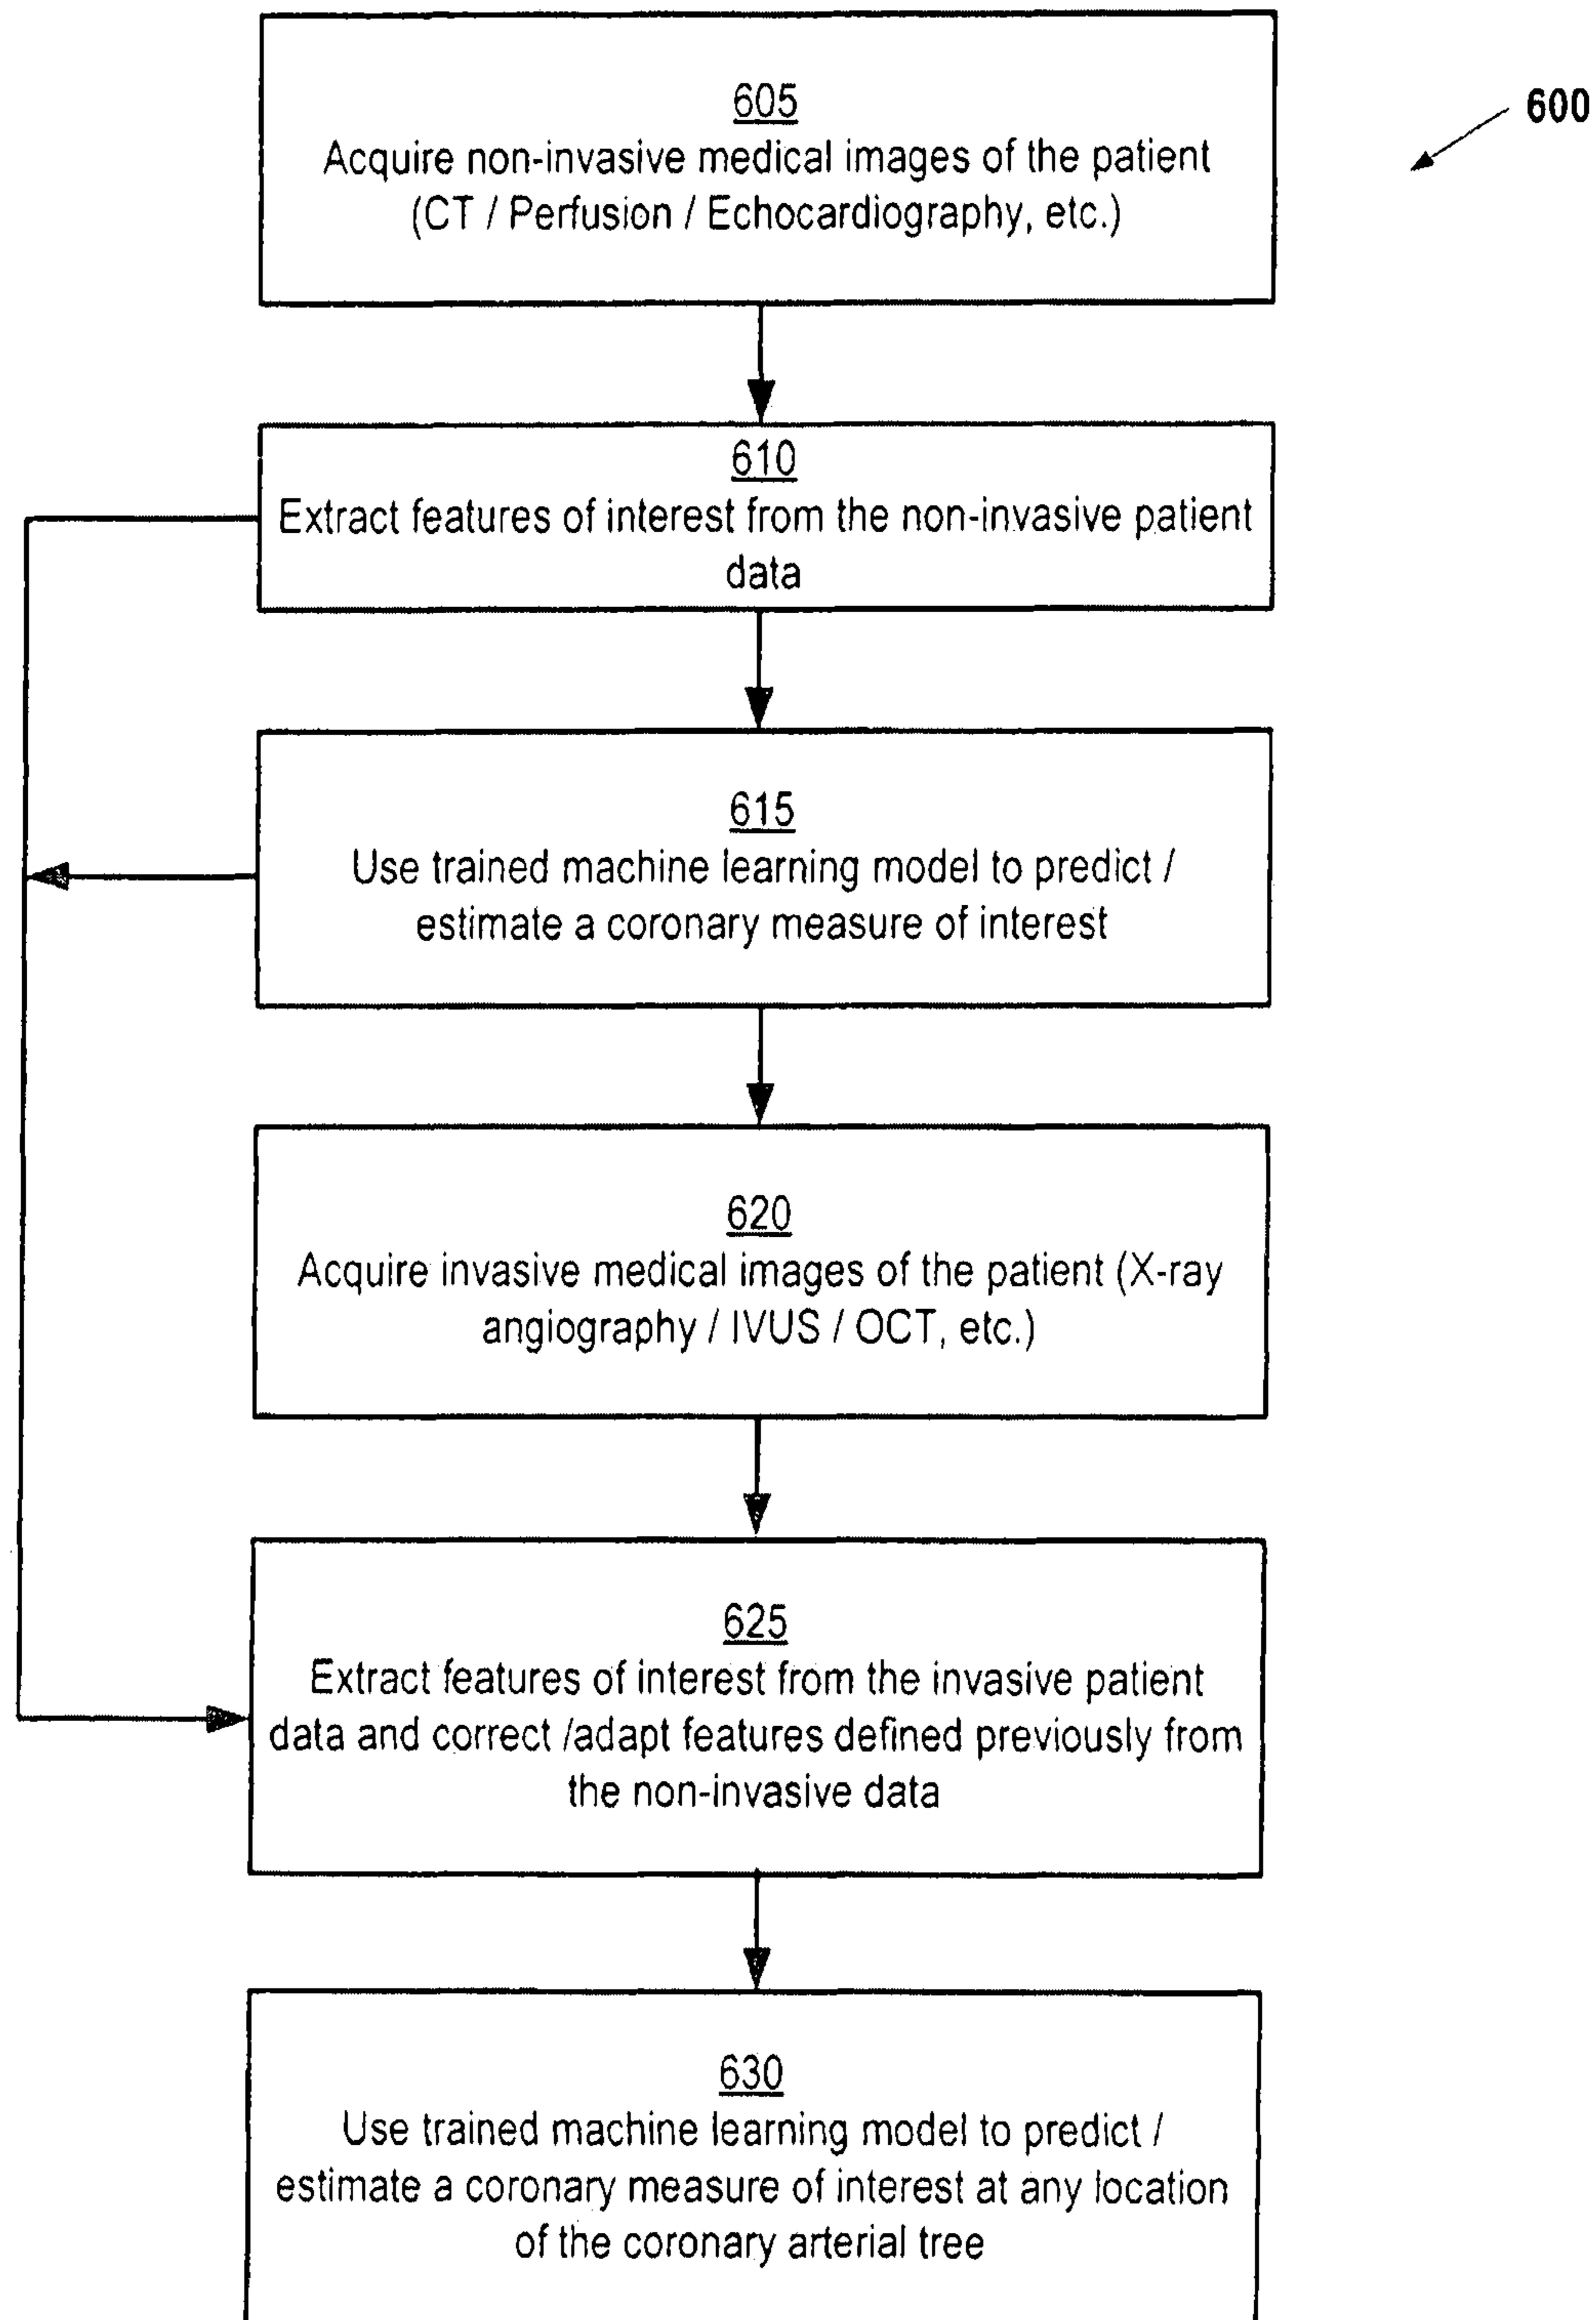 600
605
Acquire non-invasive medical images of the patient
(CT / Perfusion / Echocardiography, etc.)
610
Extract features of interest from the non-invasive patient
data
615
Use trained machine learning model to predict /
estimate a coronary measure of interest
620
Acquire invasive medical images of the patient (X-ray
angiography / IVUS / OCT, etc.)
625
Extract features of interest from the invasive patient
data and correct /adapt features defined previously from
the non-invasive data
630
Use trained machine learning model to predict /
estimate a coronary measure of interest at any location
of the coronary arterial tree